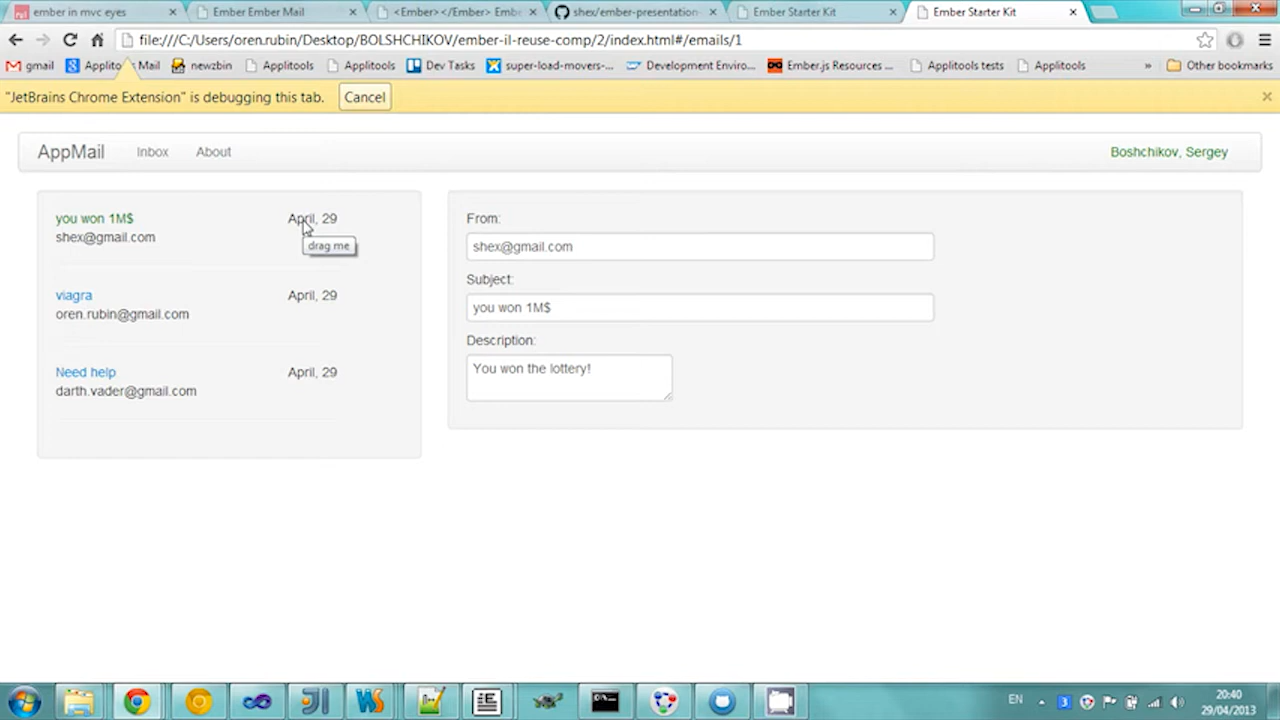 ember in mvc eyes
Ember Ember Mail
<Ember></Ember> Embe
shex/ember-presentation
Ember Starter Kit
Ember Starter Kit
file:///C:/Users/oren.rubin/Desktop/BOLSHCHIKOV/ember-il-reuse-comp/2/index.html#/emails/1
gmail
Applito
Mail
newzbin
Applitools
Applitools
Dev Tasks
super-load-movers-...
Development Enviro...
Ember.js Resources ...
Applitools tests
Applitools
»
Other bookmarks
"JetBrains Chrome Extension" is debugging this tab.
Cancel
AppMail
Inbox
About
Boshchikov, Sergey
you won 1M$
April, 29
shex@gmail.com
drag me
viagra
April, 29
oren.rubin@gmail.com
Need help
April, 29
darth.vader@gmail.com
From:
shex@gmail.com
Subject:
you won 1M$
Description:
You won the lottery!
EN
20:40
29/04/2013